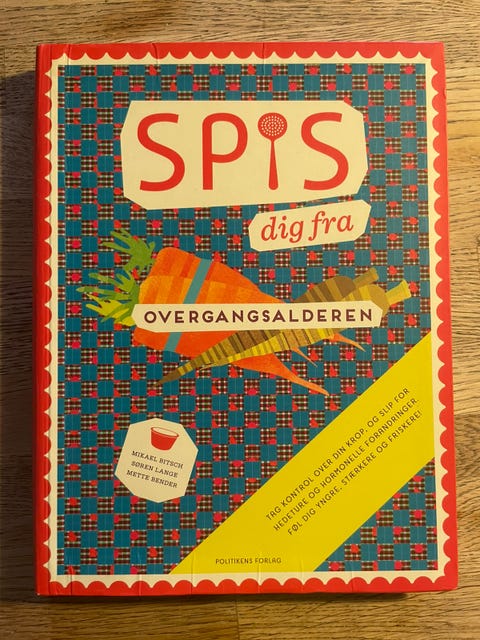 SPIS
dig fra
OVERGANGSALDEREN
TAG KONTROL OVER DIN KROP, OG SLIP FOR
HEDETURE OG HORMONELLE FORANDRINGER.
FØL DIG YNGRE, STÆRKERE OG FRISKERE!
MIKAEL BITSCH
SØREN LANGE
METTE BENDER
POLITIKENS FORLAG